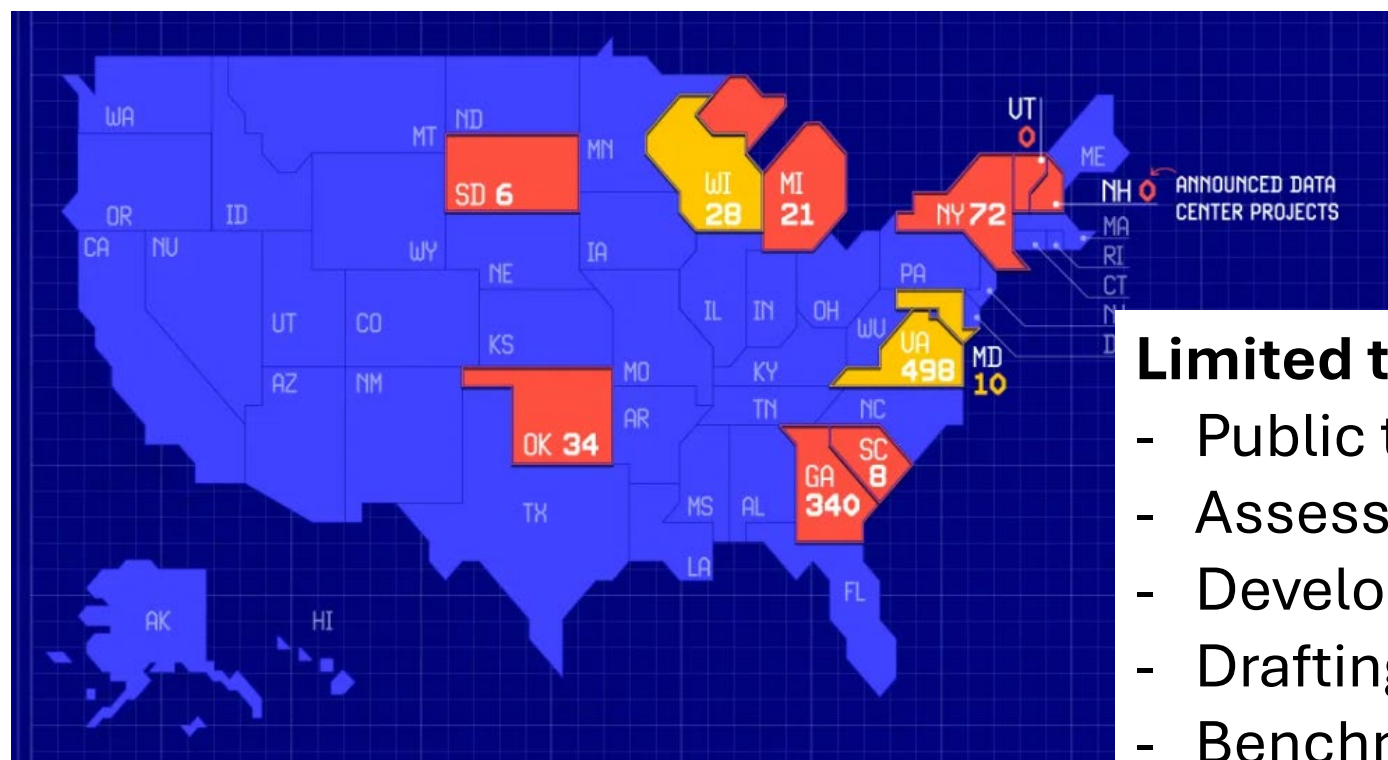 WA
MT
ND
MN
VT
0
ME
SD 6
WI
28
MI
21
NH 0
ANNOUNCED DATA
CENTER PROJECTS
OR
ID
NY 72
MA
CA
NV
WY
IA
RI
NE
PA
CT
UT
CO
IL
IN
OH
WV
KS
VA
498
MD
10
AZ
NM
MO
KY
OK 34
AR
TN
NC
SC
8
GA
340
TX
MS
AL
LA
FL
AK
HI
Limited
- Public
- Assess
-
-
-